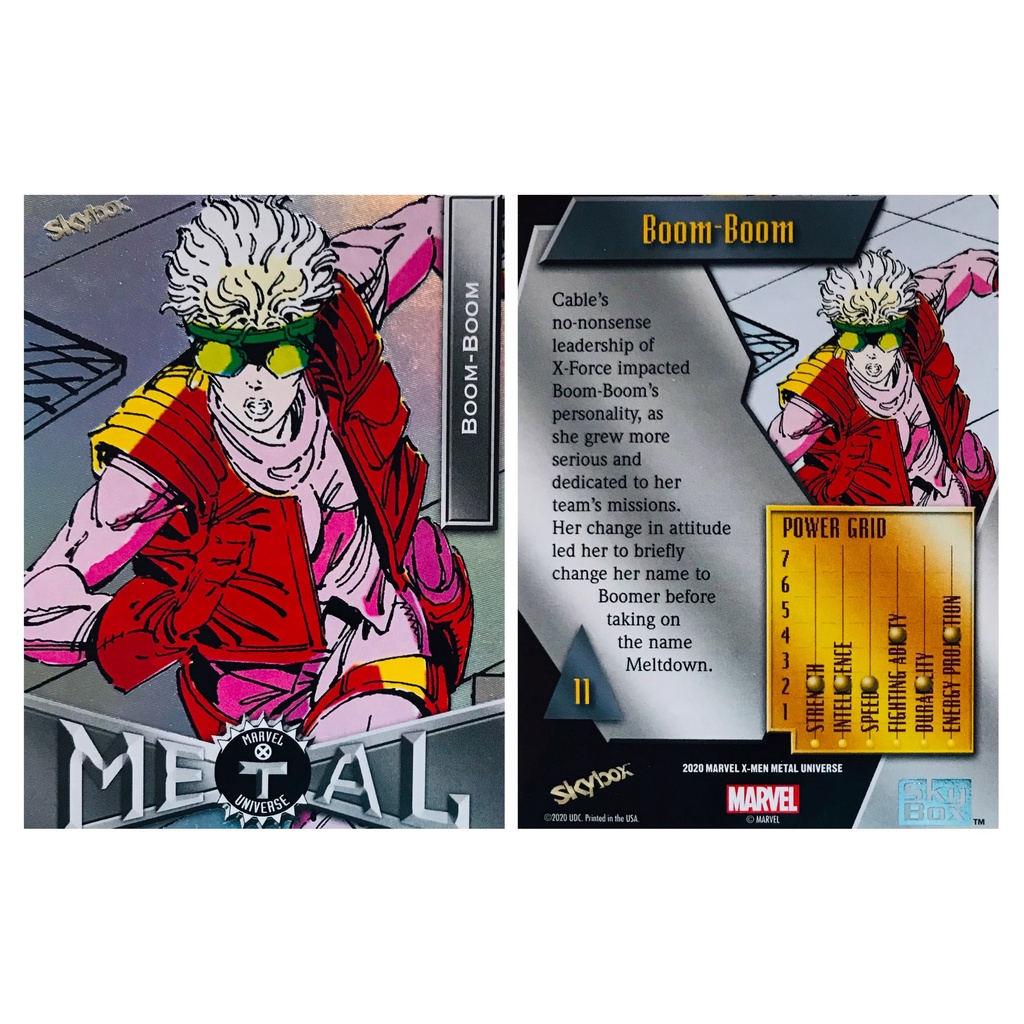 Skybox
BOOM-BOOM
METAL
MARVEL
UNIVERSE
Boom-Boom
Cable's
no-nonsense
leadership of
X-Force impacted
Boom-Boom's
personality, as
she grew more
serious and
dedicated to her
team's missions.
Her change in attitude
led her to briefly
change her name to
Boomer before
taking on
the name
Meltdown.
11
POWER GRID
7
6
5
4
3
2
1
STRENGTH
INTELLIGENCE
SPEED
FIGHTING ABILITY
DURABILITY
ENERGY PROJECTION
Skybox
2020 MARVEL X-MEN METAL UNIVERSE
MARVEL
© MARVEL
©2020 UDC. Printed in the USA.
SkyBox™